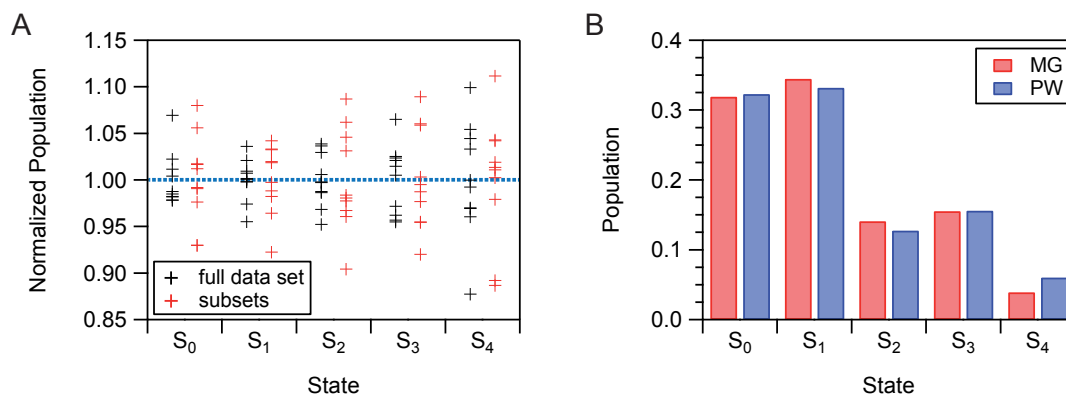 A
Normalized Population
1.15
1.10
1.05
1.00
0.95
0.90
0.85
full data set
subsets
S0 S1 S2 S3 S4
State
B
Population
0.4
0.3
0.2
0.1
0.0
MG
PW
S0 S1 S2 S3 S4
State